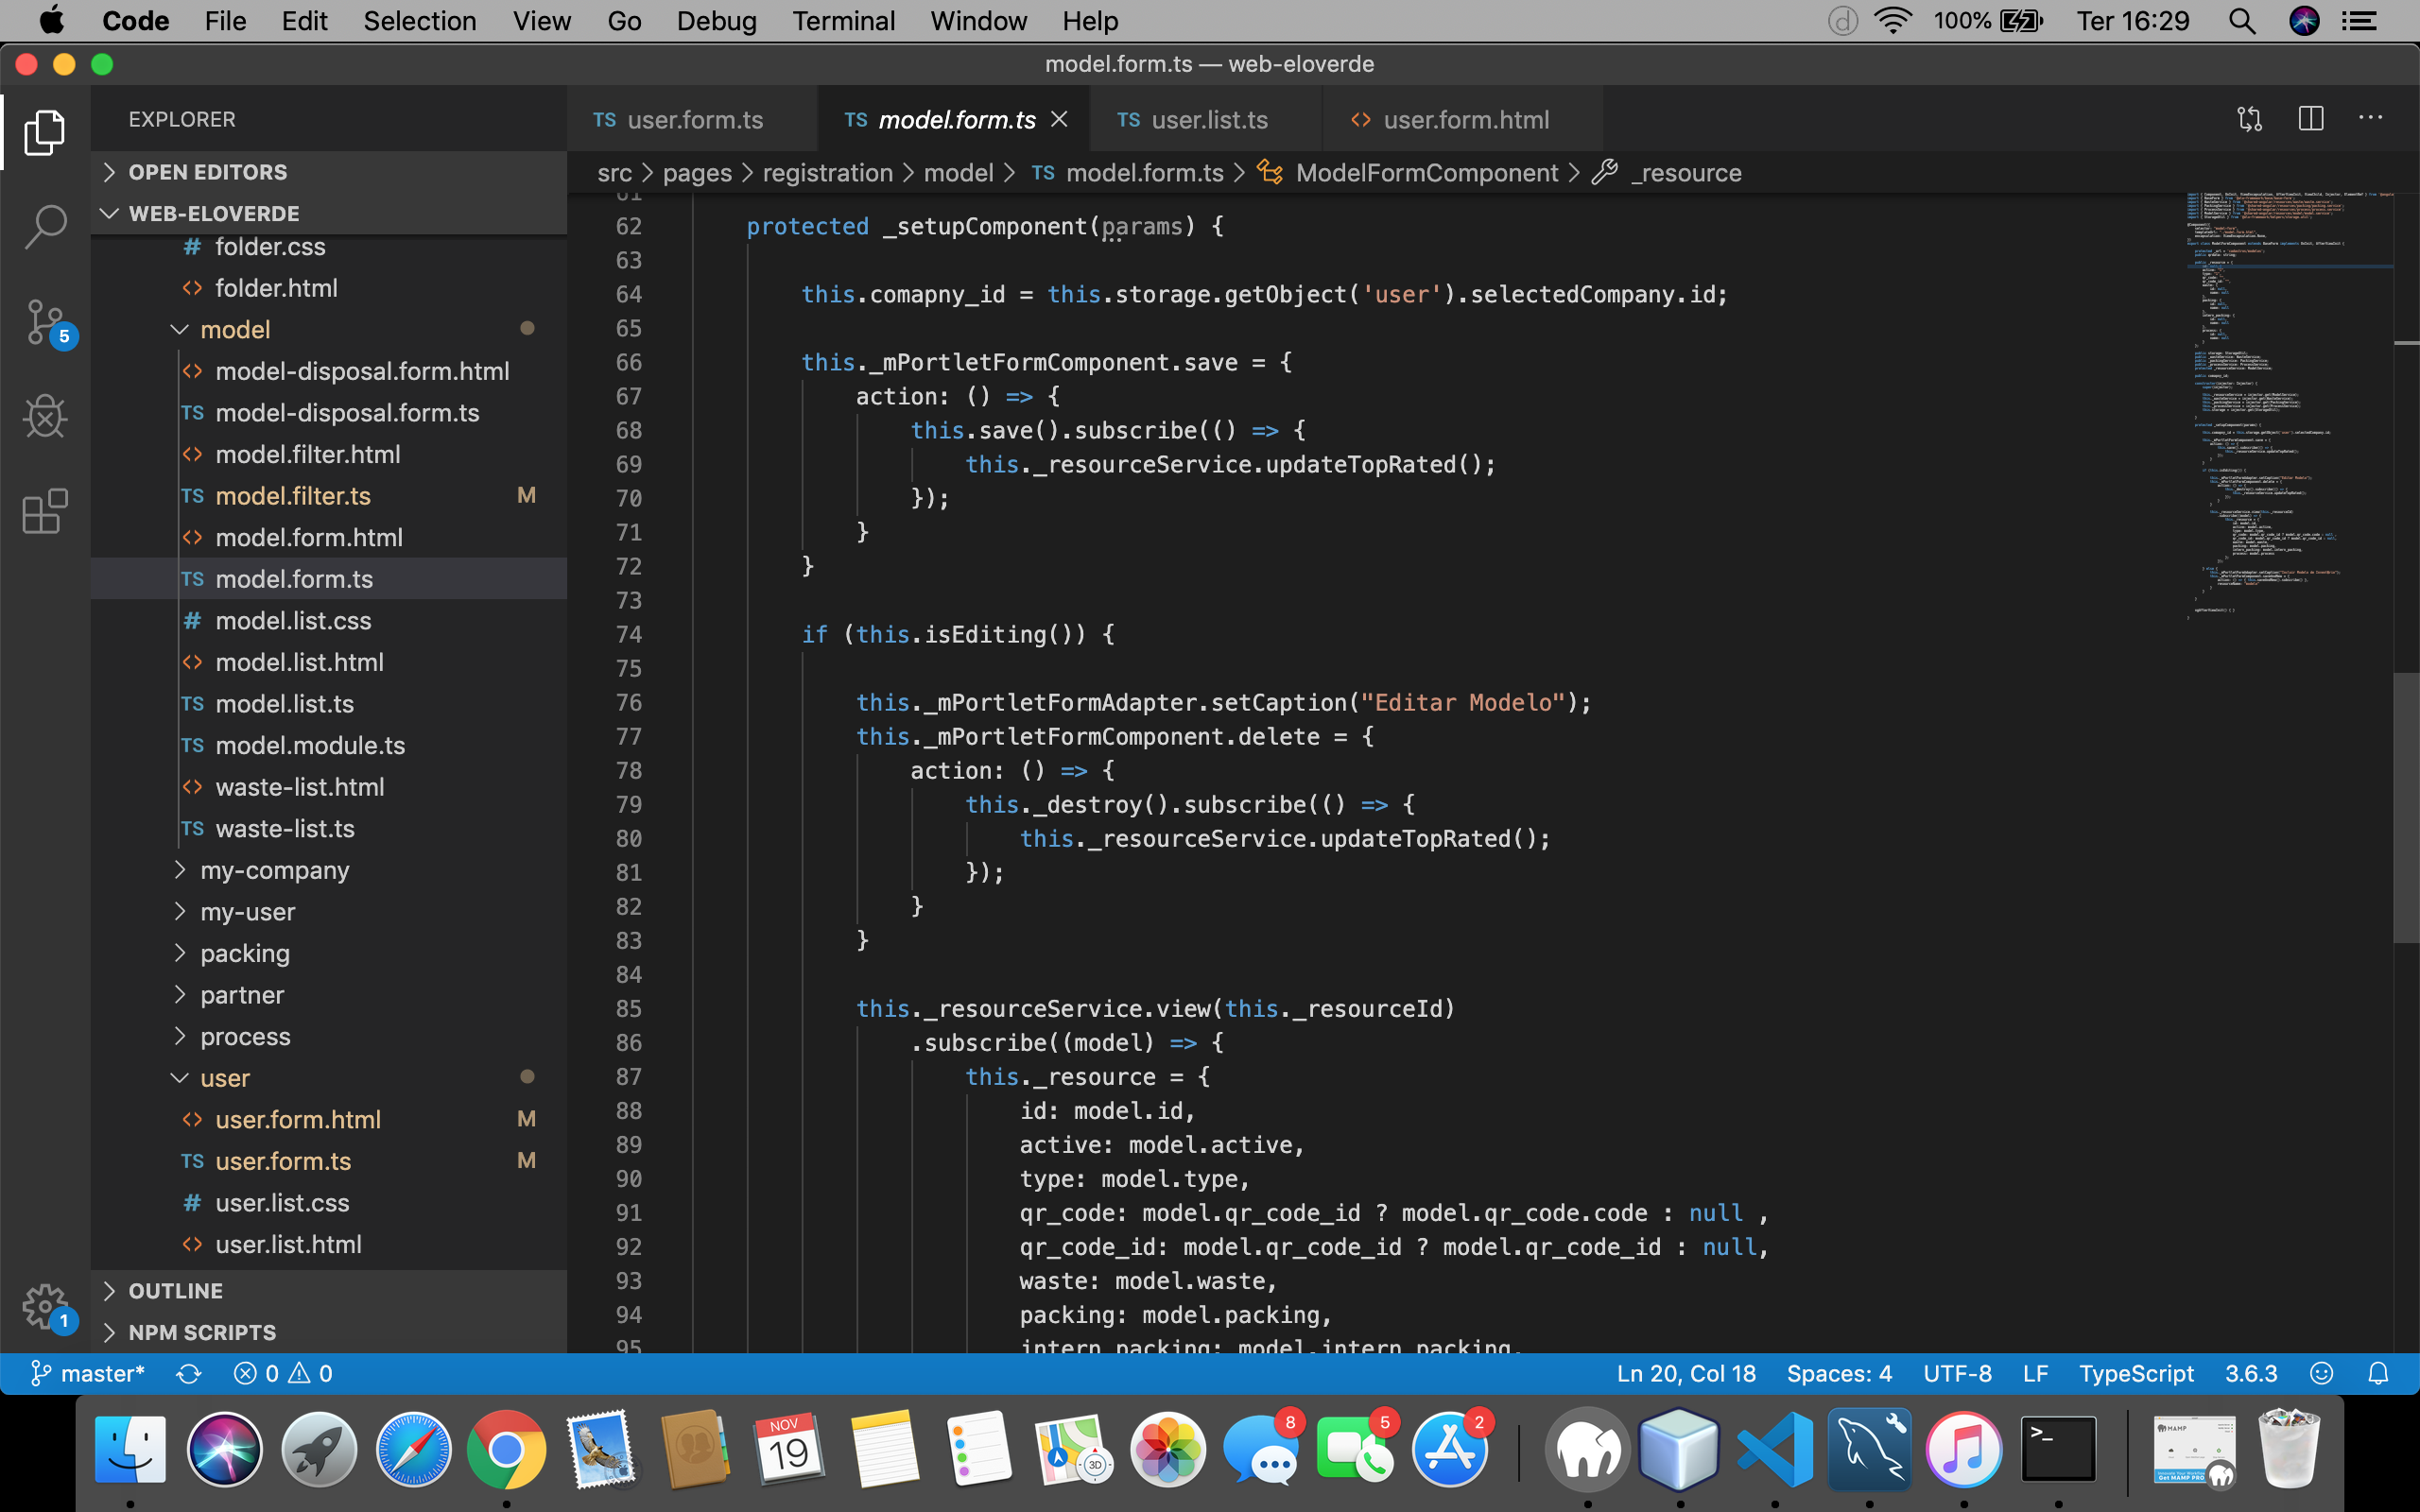 Code File Edit Selection View Go Debug Terminal Window Help 100% Ter 16:29
model.form.ts — web-eloverde
EXPLORER
OPEN EDITORS
WEB-ELOVERDE
# folder.css
<> folder.html
model
<> model-disposal.form.html
TS model-disposal.form.ts
<> model.filter.html
TS model.filter.ts M
<> model.form.html
TS model.form.ts
# model.list.css
<> model.list.html
TS model.list.ts
TS model.module.ts
<> waste-list.html
TS waste-list.ts
my-company
my-user
packing
partner
process
user
<> user.form.html M
TS user.form.ts M
# user.list.css
<> user.list.html
OUTLINE
NPM SCRIPTS
5
1
TS user.form.ts TS model.form.ts TS user.list.ts <> user.form.html
src > pages > registration > model > TS model.form.ts > ModelFormComponent > _resource
61
62 protected _setupComponent(params) {
63
64 this.comapny_id = this.storage.getObject('user').selectedCompany.id;
65
66 this._mPortletFormComponent.save = {
67 action: () => {
68 this.save().subscribe(() => {
69 this._resourceService.updateTopRated();
70 });
71 }
72 }
73
74 if (this.isEditing()) {
75
76 this._mPortletFormAdapter.setCaption("Editar Modelo");
77 this._mPortletFormComponent.delete = {
78 action: () => {
79 this._destroy().subscribe(() => {
80 this._resourceService.updateTopRated();
81 });
82 }
83 }
84
85 this._resourceService.view(this._resourceId)
86 .subscribe((model) => {
87 this._resource = {
88 id: model.id,
89 active: model.active,
90 type: model.type,
91 qr_code: model.qr_code_id ? model.qr_code.code : null ,
92 qr_code_id: model.qr_code_id ? model.qr_code_id : null,
93 waste: model.waste,
94 packing: model.packing,
95 intern_packing: model.intern_packing,
master* 0 0 Ln 20, Col 18 Spaces: 4 UTF-8 LF TypeScript 3.6.3
NOV
19
3D
8
5
2
>_
MAMP
Get MAMP PRO